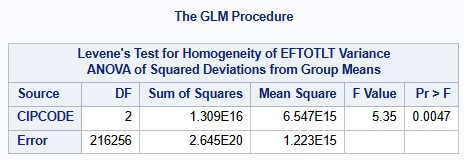 The GLM Procedure
Levene's Test for Homogeneity of EFTOTLT Variance
ANOVA of Squared Deviations from Group Means
Source DF Sum of Squares Mean Square F Value Pr > F
CIPCODE 2 1.309E16 6.547E15 5.35 0.0047
Error 216256 2.645E20 1.223E15